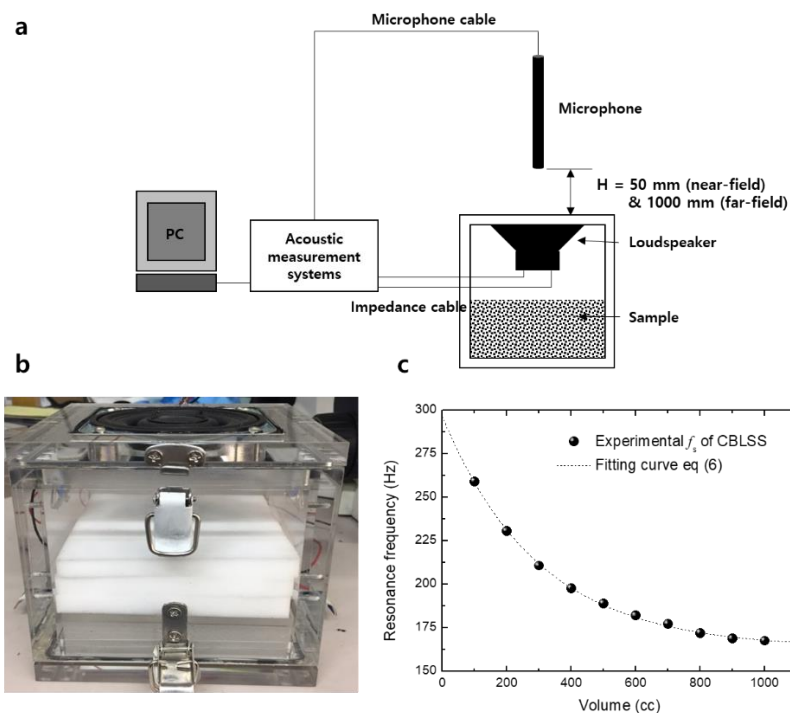 a
Microphone cable
Microphone
H = 50 mm (near-field)
& 1000 mm (far-field)
PC
Acoustic
measurement
systems
Loudspeaker
Impedance cable
Sample
b
c
300
275
250
225
200
175
150
Resonance frequency (Hz)
Experimental fs of CBLSS
Fitting curve eq (6)
0 200 400 600 800 1000
Volume (cc)